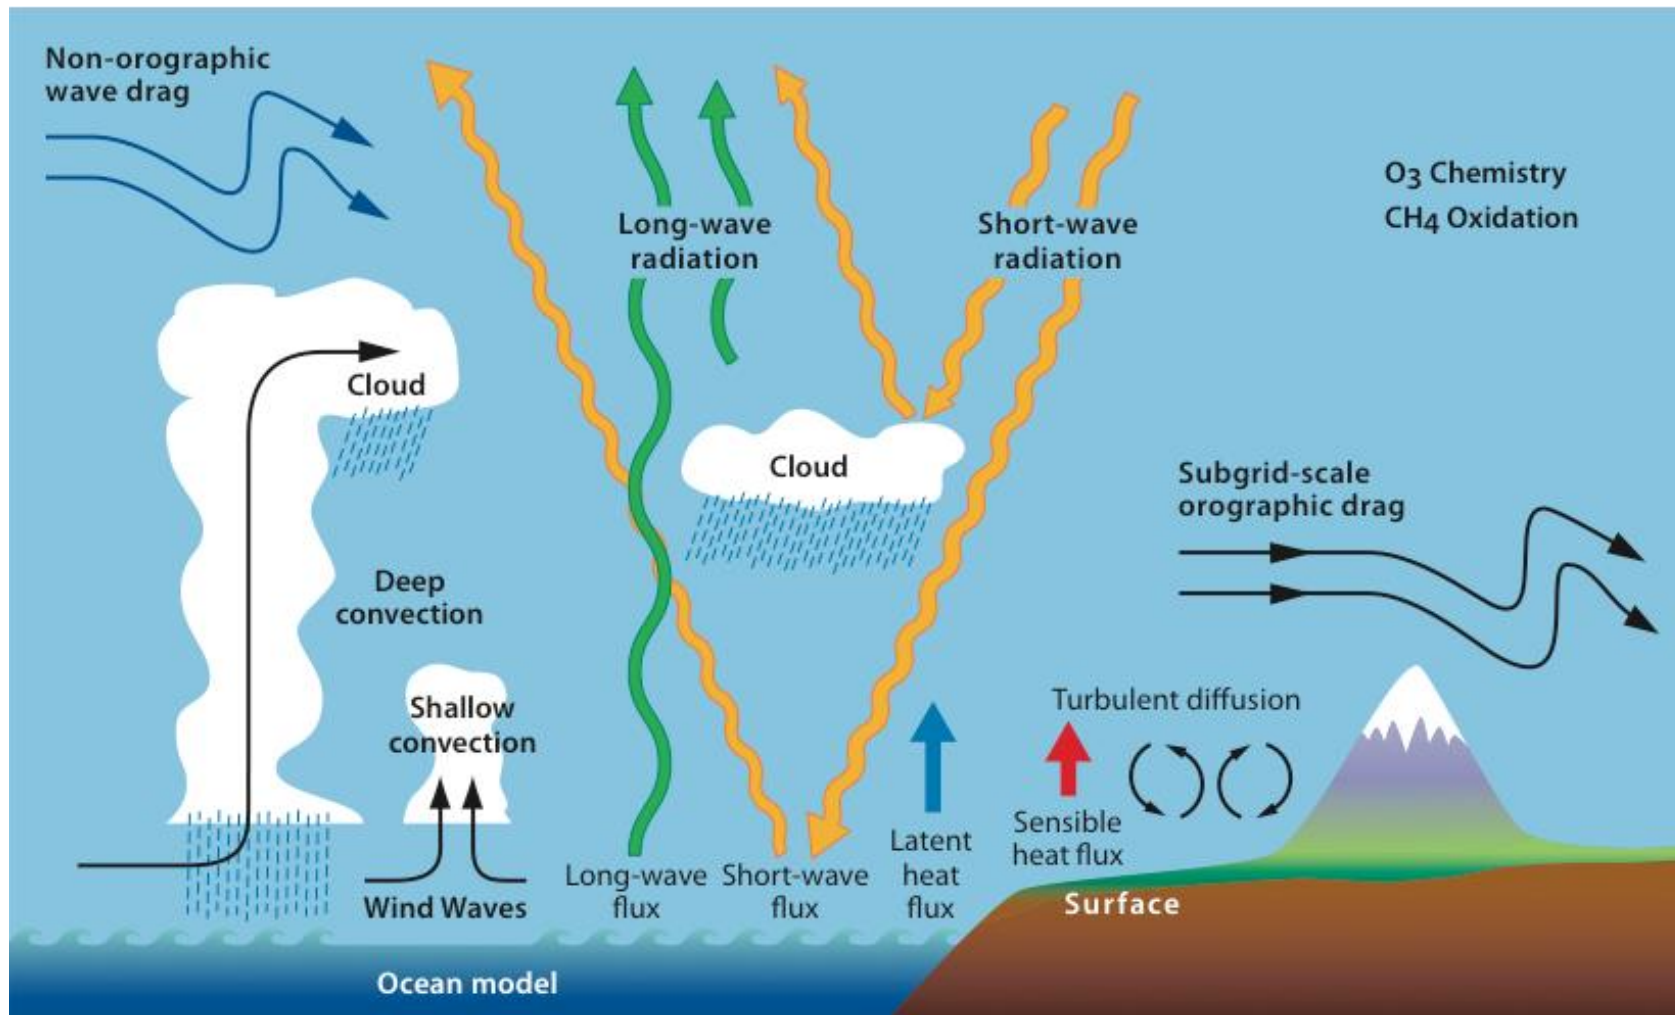 Non-orographic
wave drag
Long-wave
radiation
Short-wave
radiation
O3 Chemistry
CH4 Oxidation
Cloud
Cloud
Subgrid-scale
orographic drag
Deep
convection
Shallow
convection
Turbulent diffusion
Wind Waves
Long-wave
flux
Short-wave
flux
Latent
heat
flux
Sensible
heat flux
Surface
Ocean model